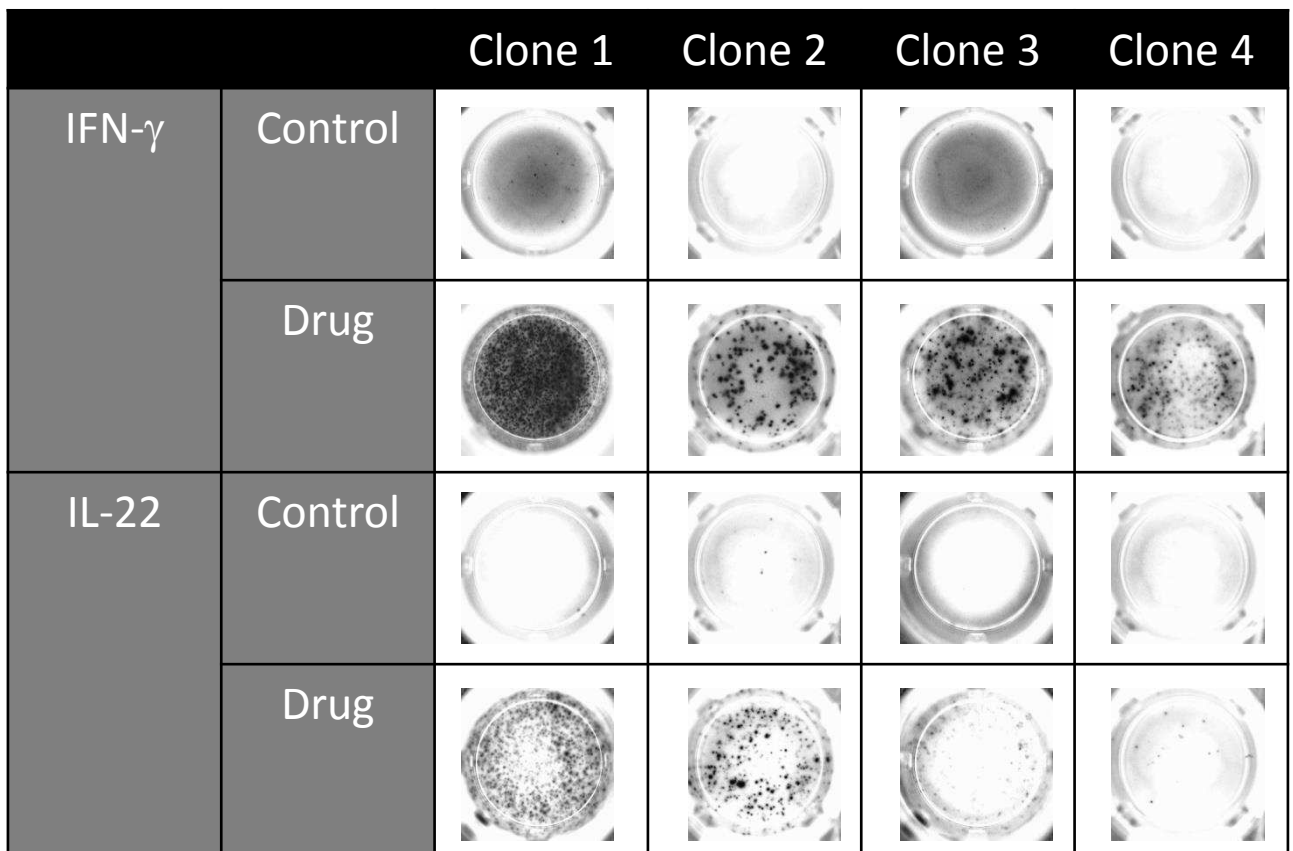 Clone 1 Clone 2 Clone 3 Clone 4
IFN-γ Control
Drug
IL-22 Control
Drug